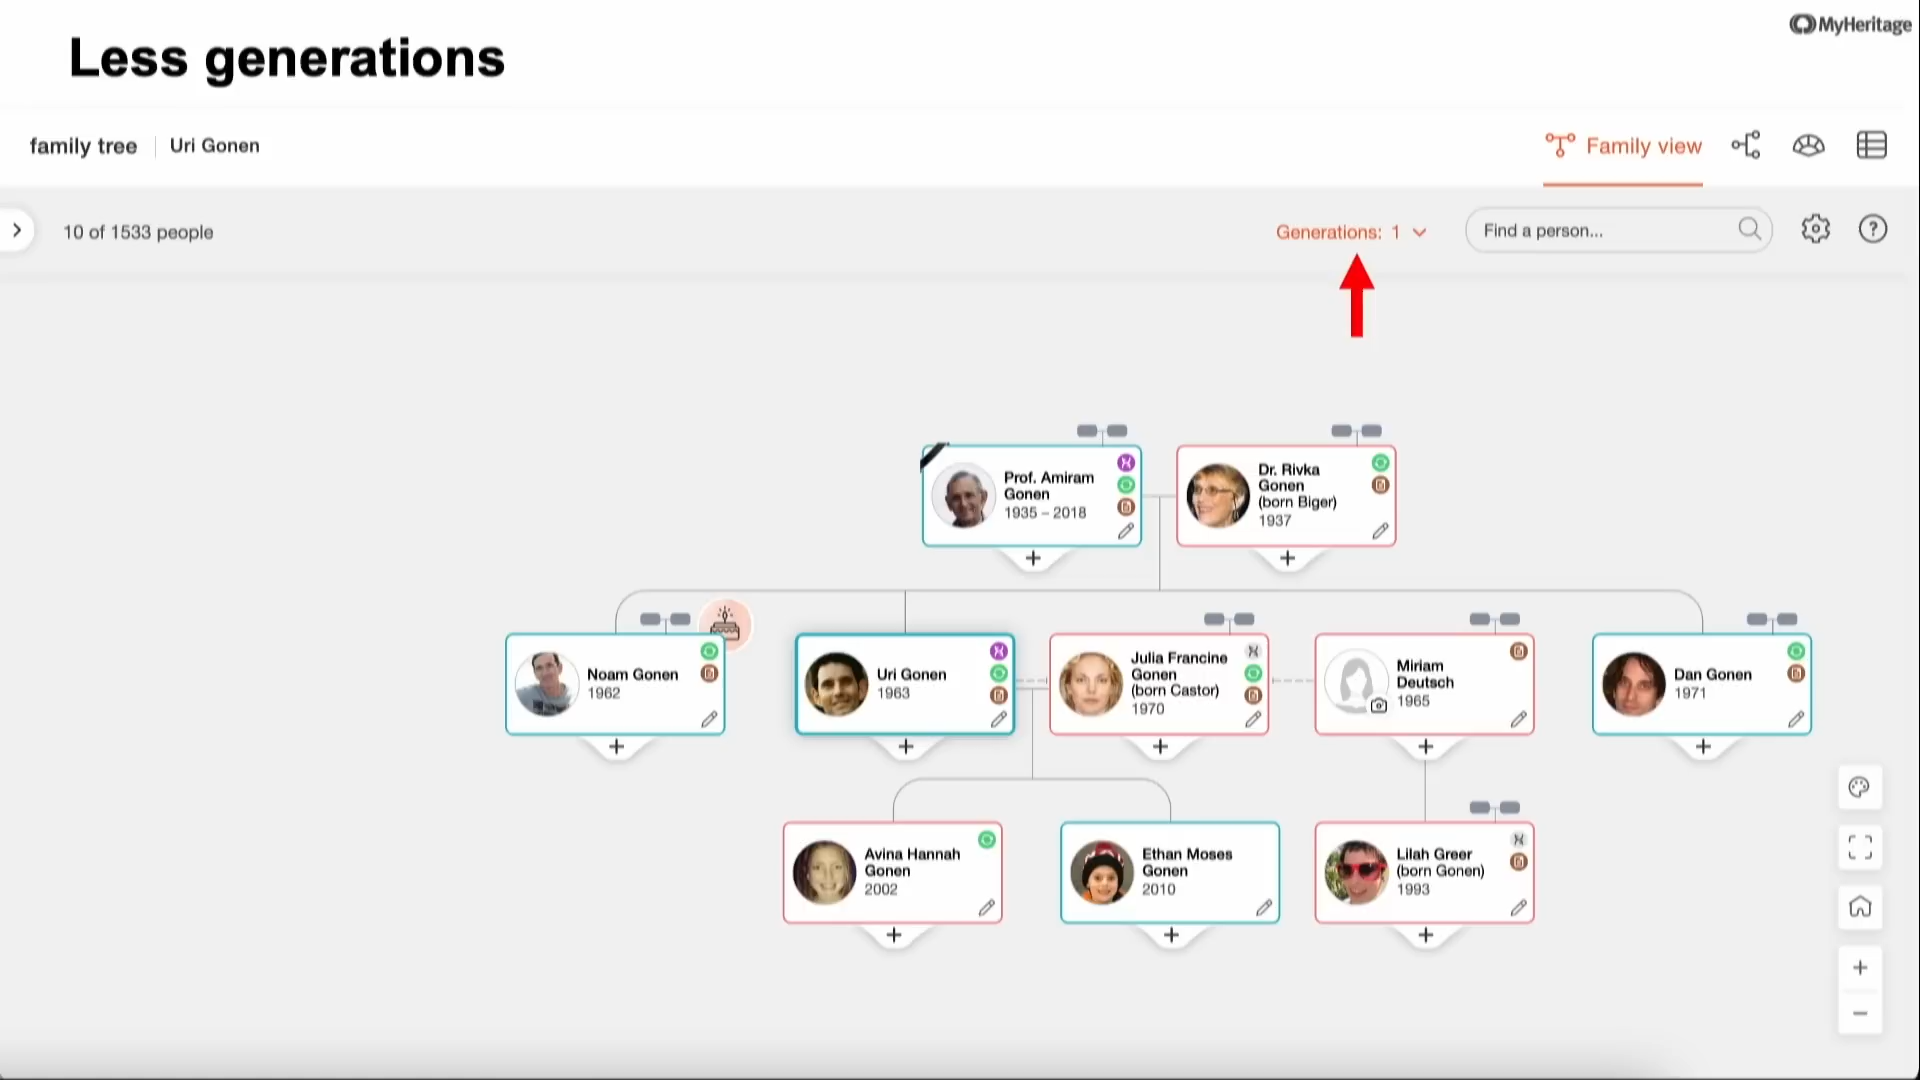 MyHeritage
Less generations
family tree
Uri Gonen
Family view
10 of 1533 people
Generations: 1
Find a person...
?
Prof. Amiram
Gonen
1935 – 2018
Dr. Rivka
Gonen
(born Biger)
1937
Noam Gonen
1962
Uri Gonen
1963
Julia Francine
Gonen
(born Castor)
1970
Miriam
Deutsch
1965
Dan Gonen
1971
Avina Hannah
Gonen
2002
Ethan Moses
Gonen
2010
Lilah Greer
(born Gonen)
1993